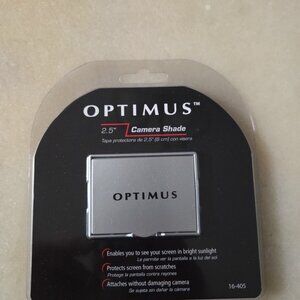 OPTIMUS™
2.5" Camera Shade
Tapa protectora de 2,5" (6 cm) con visera
OPTIMUS
Enables you to see your screen in bright sunlight
Le permite ver la pantalla a la luz del sol
Protects screen from scratches
Protege la pantalla contra rayones
Attaches without damaging camera
Se sujeta sin dañar la cámara
16-405